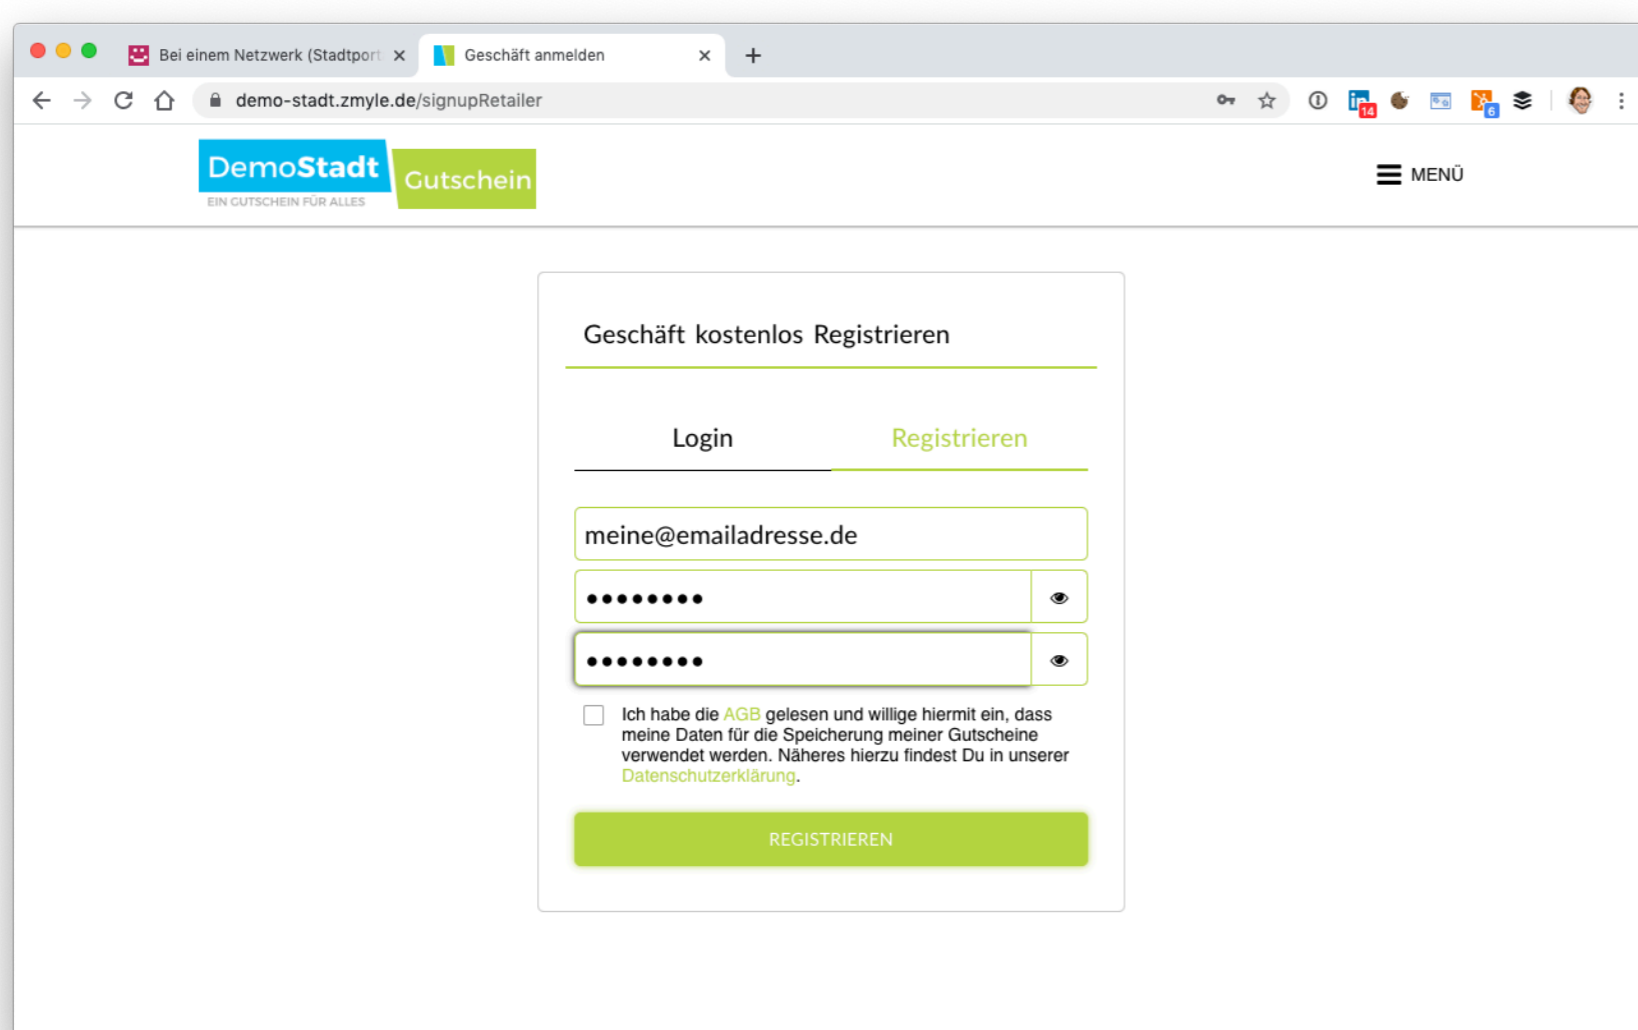 Bei einem Netzwerk (Stadtport
Geschäft anmelden
demo-stadt.zmyle.de/signupRetailer
14
6
DemoStadt
Gutschein
EIN GUTSCHEIN FÜR ALLES
MENÜ
Geschäft kostenlos Registrieren
Login
Registrieren
meine@emailadresse.de
Ich habe die AGB gelesen und willige hiermit ein, dass
meine Daten für die Speicherung meiner Gutscheine
verwendet werden. Näheres hierzu findest Du in unserer
Datenschutzerklärung.
REGISTRIEREN